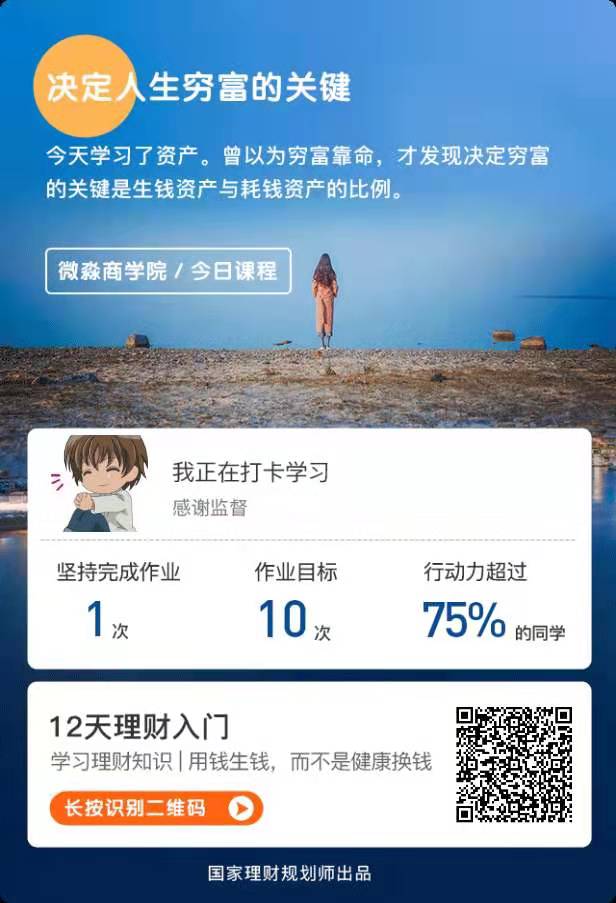 决定人生穷富的关键
今天学习了资产。曾以为穷富靠命，才发现决定穷富
的关键是生钱资产与耗钱资产的比例。
微淼商学院 / 今日课程
我正在打卡学习
感谢监督
坚持完成作业 作业目标 行动力超过
1 次 10 次 75% 的同学
12天理财入门
学习理财知识 | 用钱生钱，而不是健康换钱
长按识别二维码
国家理财规划师出品